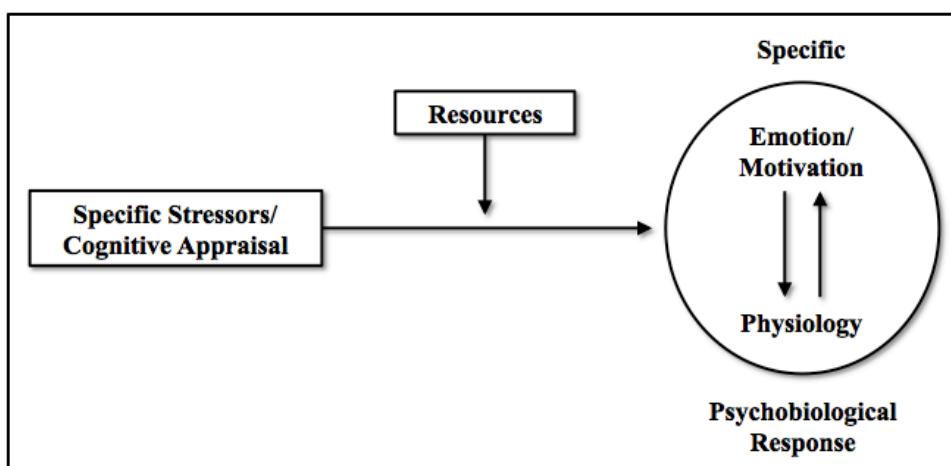 Specific
Resources
Emotion/
Motivation
Specific Stressors/
Cognitive Appraisal
Physiology
Psychobiological
Response